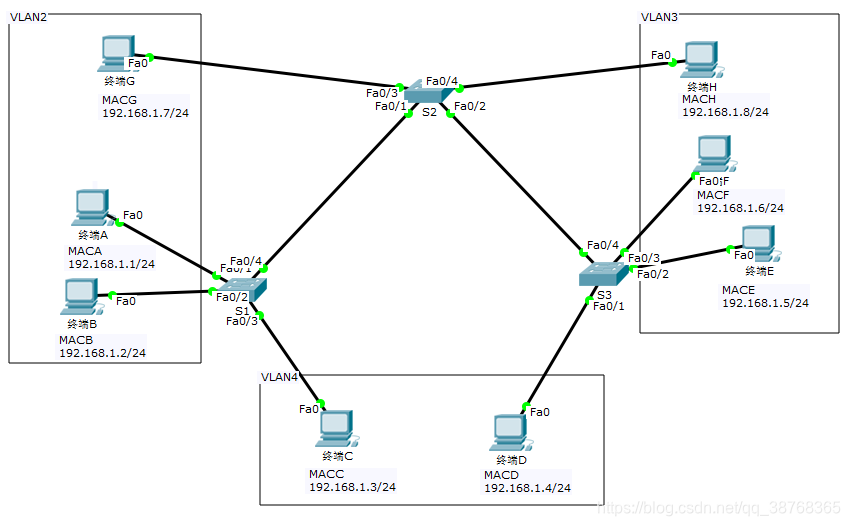 VLAN2
Fa0
终端G
MACG
192.168.1.7/24
Fa0/3
Fa0/4
Fa0/1
Fa0/2
S2
VLAN3
Fa0
终端H
MACH
192.168.1.8/24
Fa0
MACF
192.168.1.6/24
Fa0
终端A
MACA
192.168.1.1/24
Fa0/4
Fa0/1
Fa0/2
S1
Fa0/3
Fa0
终端B
MACB
192.168.1.2/24
Fa0/4
Fa0/3
Fa0/2
S3
Fa0/1
Fa0
终端E
MACE
192.168.1.5/24
VLAN4
Fa0
终端C
MACC
192.168.1.3/24
Fa0
终端D
MACD
192.168.1.4/24
https://blog.csdn.net/qq_38768365